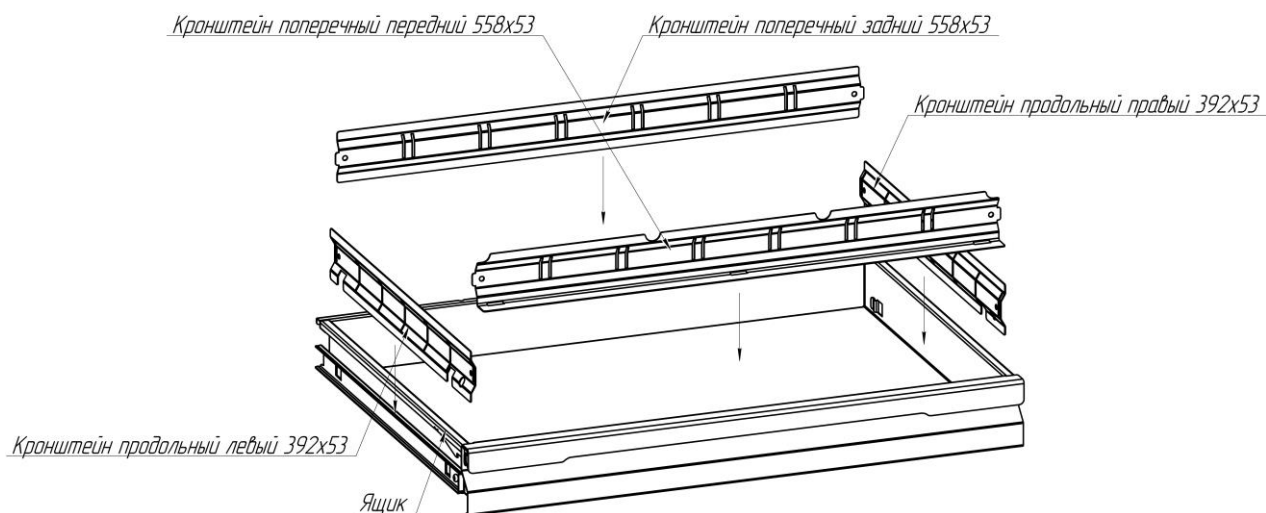 Кронштейн поперечный передний 558х53
Кронштейн поперечный задний 558х53
Кронштейн продольный правый 392х53
Кронштейн продольный левый 392х53
Ящик